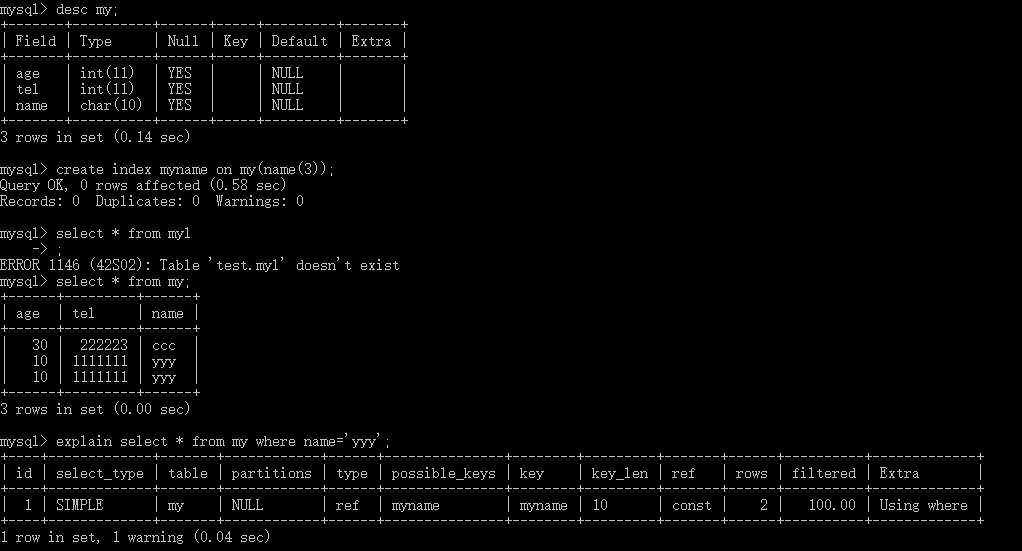 mysql> desc my;
+-------+----------+------+-----+---------+-------+
| Field | Type     | Null | Key | Default | Extra |
+-------+----------+------+-----+---------+-------+
| age   | int(11)  | YES  |     | NULL    |       |
| tel   | int(11)  | YES  |     | NULL    |       |
| name  | char(10) | YES  |     | NULL    |       |
+-------+----------+------+-----+---------+-------+
3 rows in set (0.14 sec)
mysql> create index myname on my(name(3));
Query OK, 0 rows affected (0.58 sec)
Records: 0  Duplicates: 0  Warnings: 0
mysql> select * from my1
    -> ;
ERROR 1146 (42S02): Table 'test.my1' doesn't exist
mysql> select * from my;
+------+---------+------+
| age  | tel     | name |
+------+---------+------+
|   30 |  222223 | ccc  |
|   10 | 1111111 | yyy  |
|   10 | 1111111 | yyy  |
+------+---------+------+
3 rows in set (0.00 sec)
mysql> explain select * from my where name='yyy';
+----+-------------+-------+------------+------+---------------+--------+---------+-------+------+----------+-------------+
| id | select_type | table | partitions | type | possible_keys | key    | key_len | ref   | rows | filtered | Extra       |
+----+-------------+-------+------------+------+---------------+--------+---------+-------+------+----------+-------------+
|  1 | SIMPLE      | my    | NULL       | ref  | myname        | myname | 10      | const |    2 |   100.00 | Using where |
+----+-------------+-------+------------+------+---------------+--------+---------+-------+------+----------+-------------+
1 row in set, 1 warning (0.04 sec)